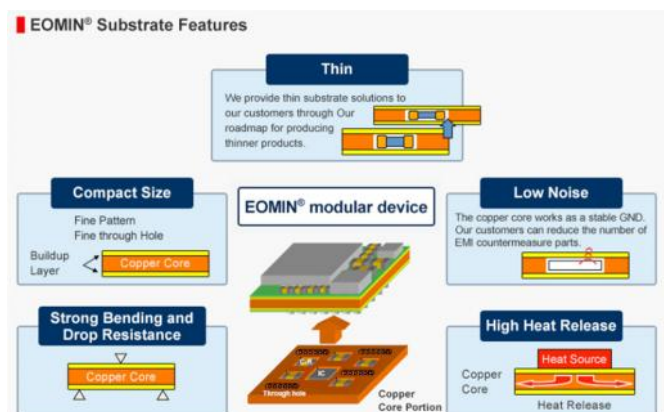 EOMIN® Substrate Features
Thin
We provide thin substrate solutions to
our customers through Our
roadmap for producing
thinner products.
Compact Size
Fine Pattern
Fine through Hole
Buildup
Layer
Copper Core
EOMIN® modular device
Low Noise
The copper core works as a stable GND.
Our customers can reduce the number of
EMI countermeasure parts.
Strong Bending and
Drop Resistance
Copper Core
IC
Through hole
Copper
Core Portion
High Heat Release
Heat Source
Copper
Core
Heat Release